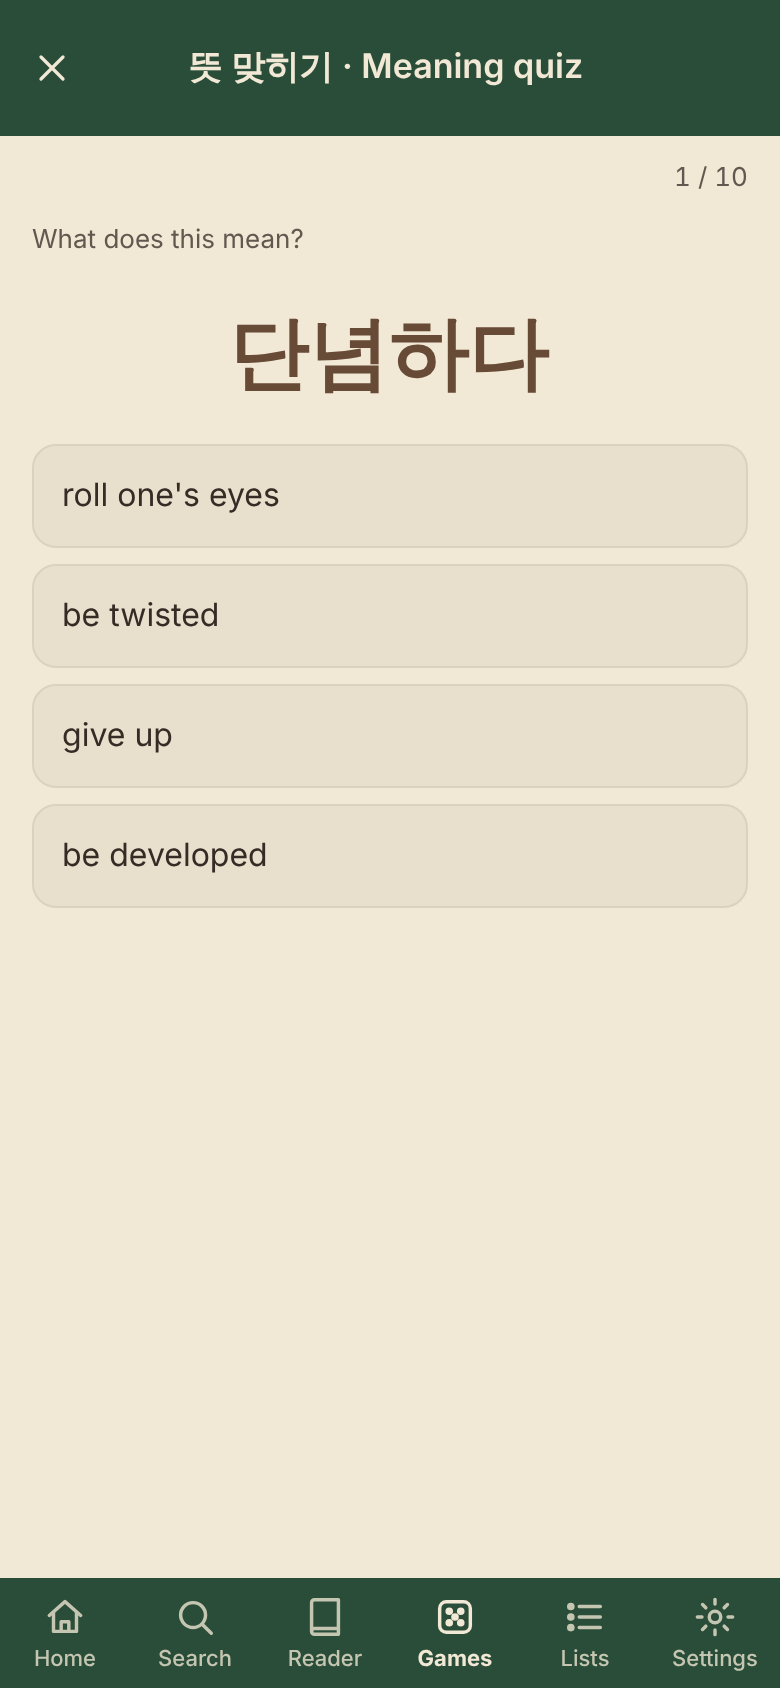 뜻 맞히기 · Meaning quiz
1 / 10
What does this mean?
단념하다
roll one's eyes
be twisted
give up
be developed
Home
Search
Reader
Games
Lists
Settings